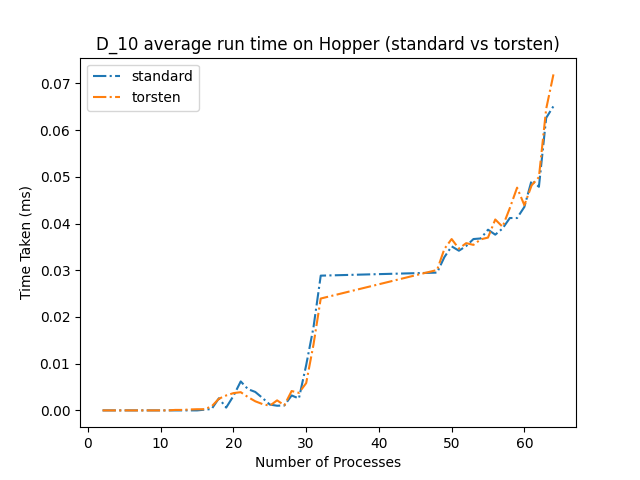 D_10 average run time on Hopper (standard vs torsten)
standard
torsten
0.07
0.06
0.05
0.04
0.03
0.02
0.01
0.00
Time Taken (ms)
0 10 20 30 40 50 60
Number of Processes